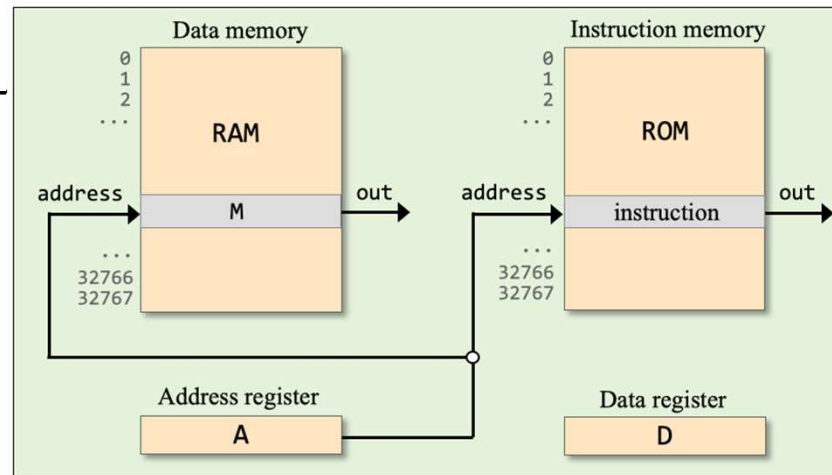 Data memory
Instruction memory
0
1
2
...
RAM
0
1
2
...
ROM
address
M
out
address
instruction
out
...
32766
32767
...
32766
32767
Address register
A
Data register
D